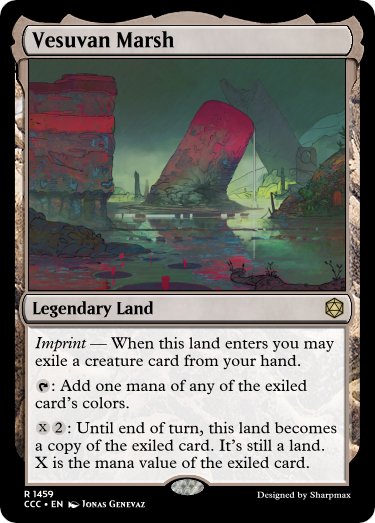 Vesuvan Marsh
Legendary Land
Imprint — When this land enters you may
exile a creature card from your hand.
: Add one mana of any of the exiled
card's colors.
X 2 : Until end of turn, this land becomes
a copy of the exiled card. It's still a land.
X is the mana value of the exiled card.
R 1459
CCC • EN Jonas Genevaz
Designed by Sharpmax